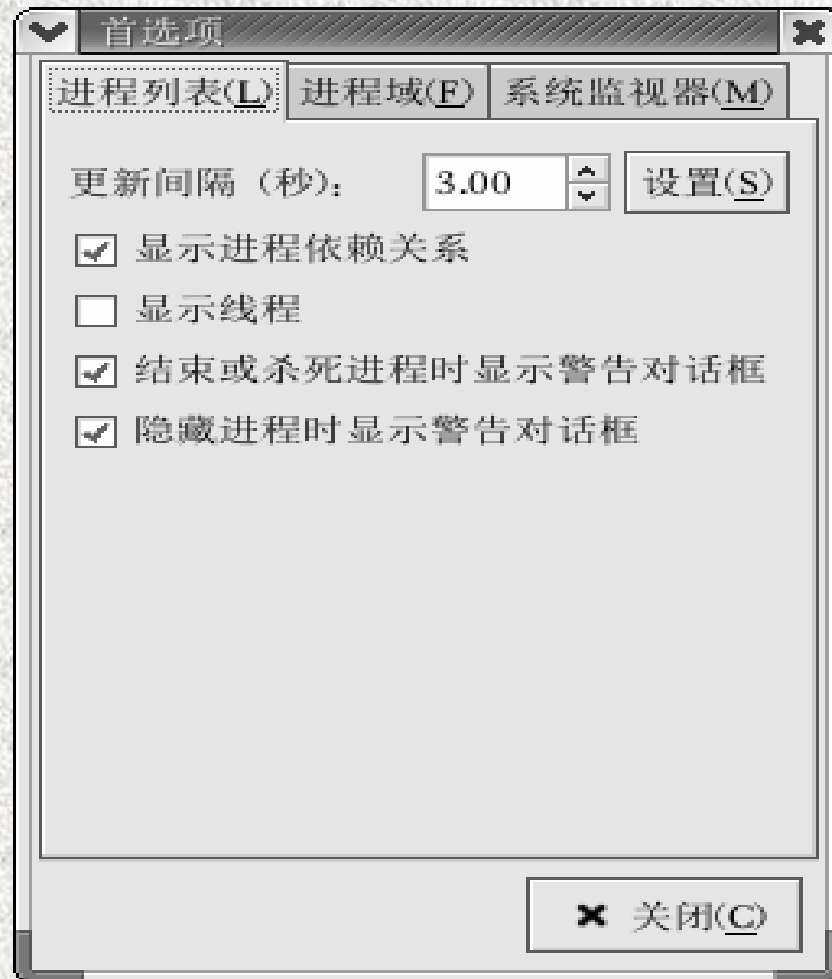 首选项
进程列表(L) 进程域(F) 系统监视器(M)
更新间隔（秒）： 3.00 设置(S)
显示进程依赖关系
显示线程
结束或杀死进程时显示警告对话框
隐藏进程时显示警告对话框
关闭(C)